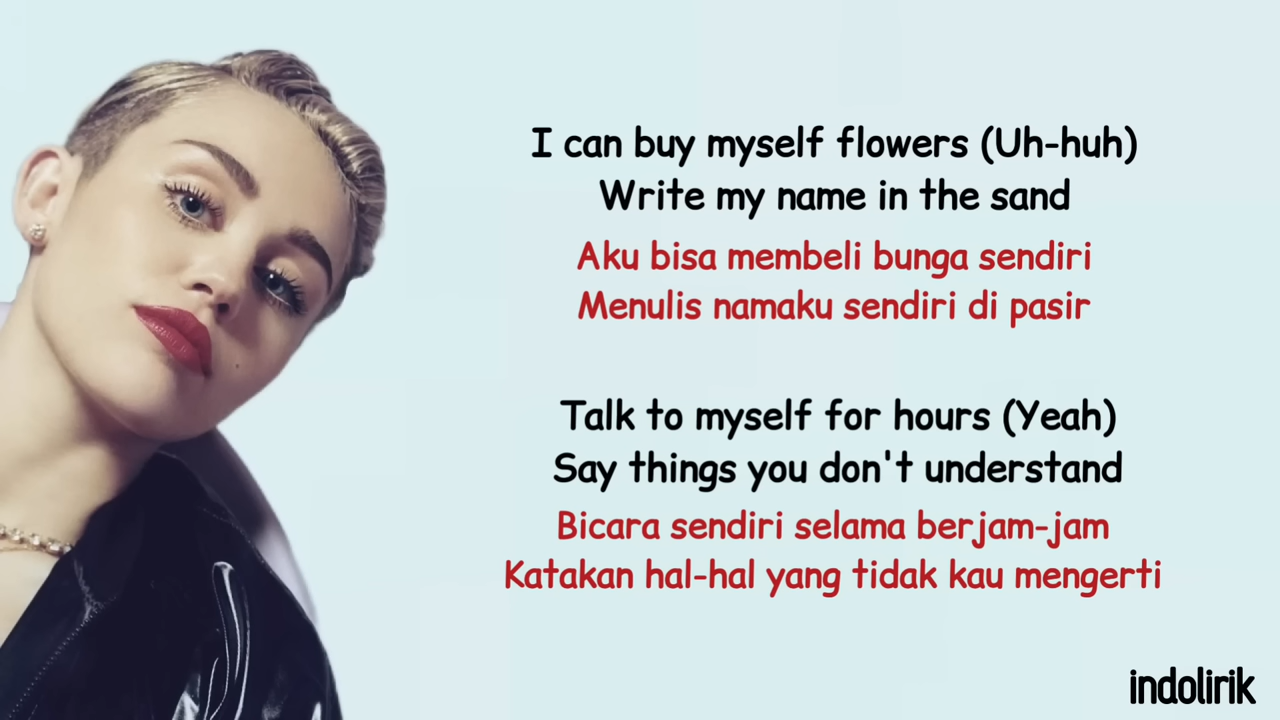 I can buy myself flowers (Uh-huh)
Write my name in the sand
Aku bisa membeli bunga sendiri
Menulis namaku sendiri di pasir
Talk to myself for hours (Yeah)
Say things you don't understand
Bicara sendiri selama berjam-jam
Katakan hal-hal yang tidak kau mengerti
indolirik